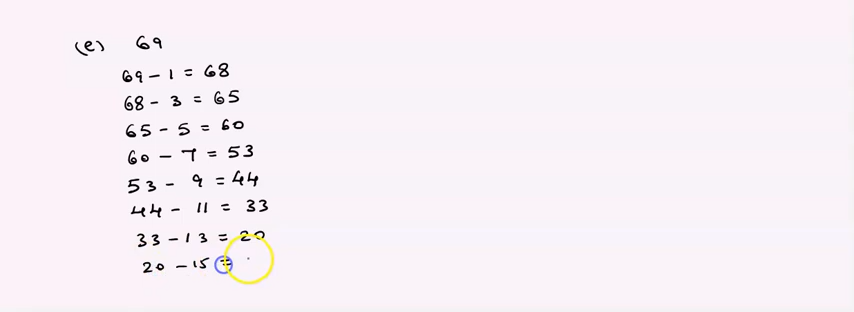 (e) 69
69 - 1 = 68
68 - 3 = 65
65 - 5 = 60
60 - 7 = 53
53 - 9 = 44
44 - 11 = 33
33 - 13 = 20
20 - 15 =